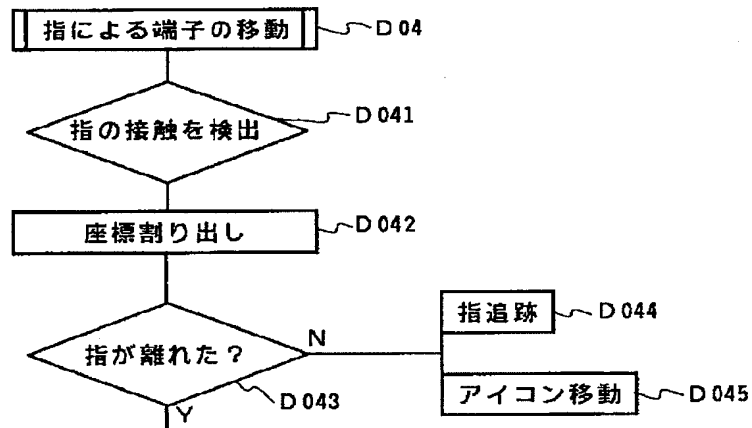 指による端子の移動
D04
指の接触を検出
D041
座標割り出し
D042
指が離れた?
N
D043
Y
指追跡
D044
アイコン移動
D045